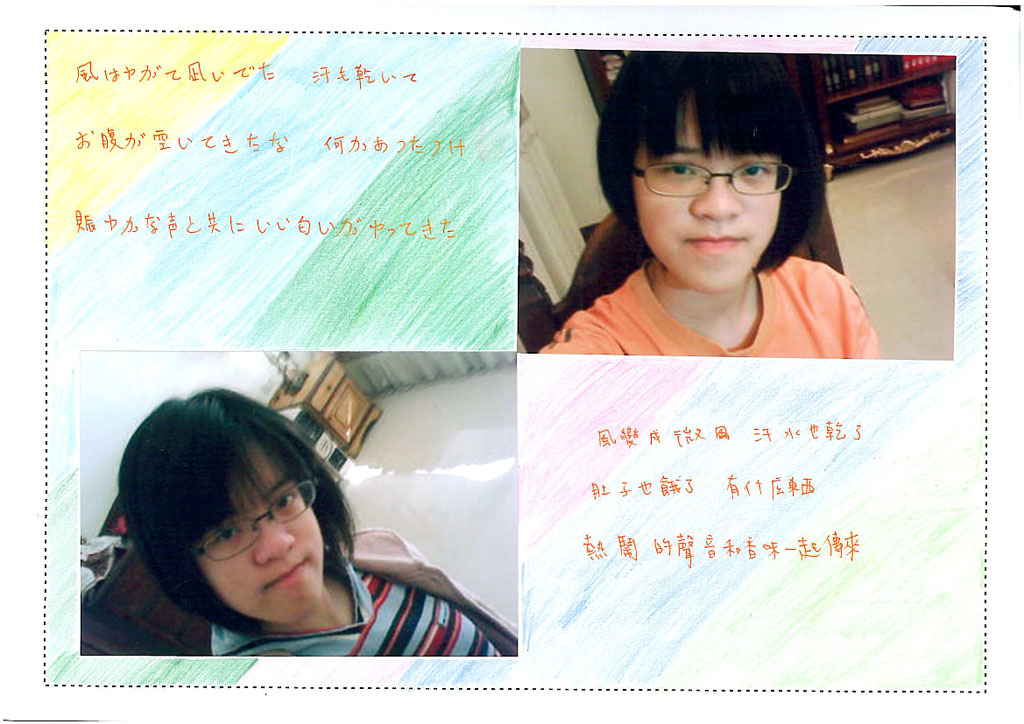 風はやがて凪いでた 汗も乾いて
お腹が空いてきたな 何かあったっけ
賑やかな声と共にいい匂いがやってきた
風變成微風 汗水也乾了
肚子也餓了 有什底東西
熱鬧的聲音和香味一起傳來